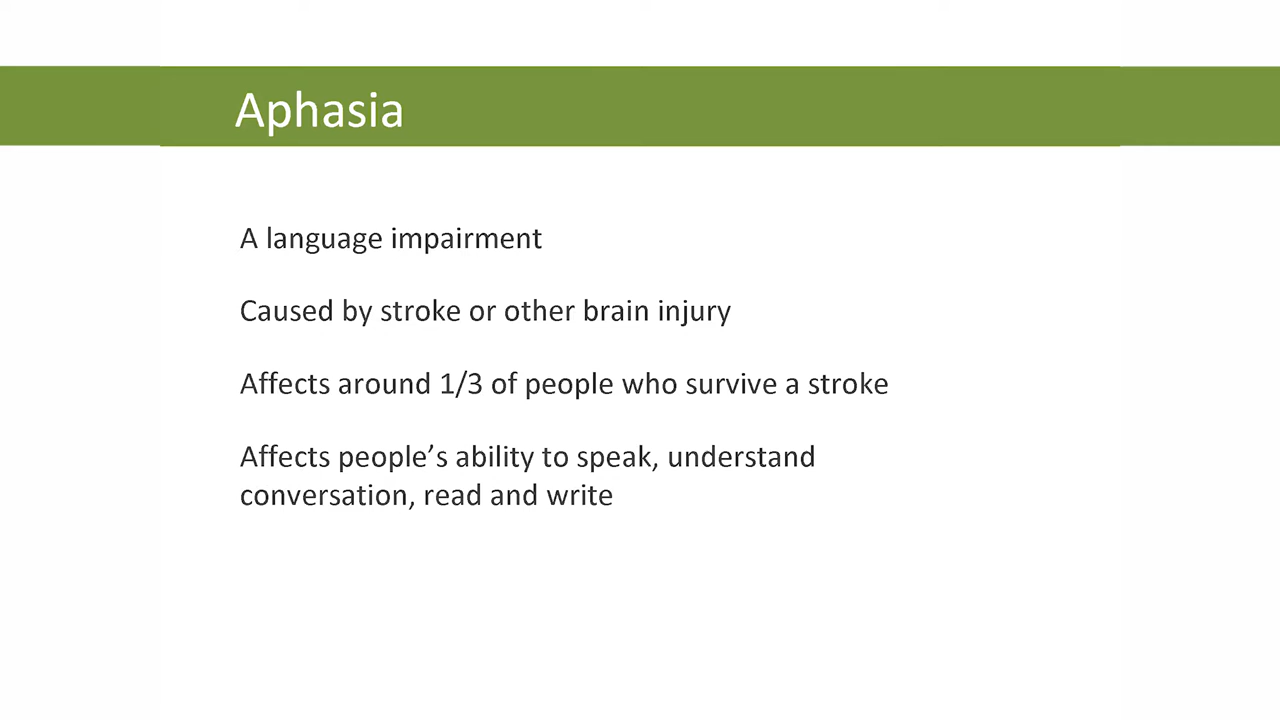 Aphasia
A language impairment
Caused by stroke or other brain injury
Affects around 1/3 of people who survive a stroke
Affects people’s ability to speak, understand
conversation, read and write